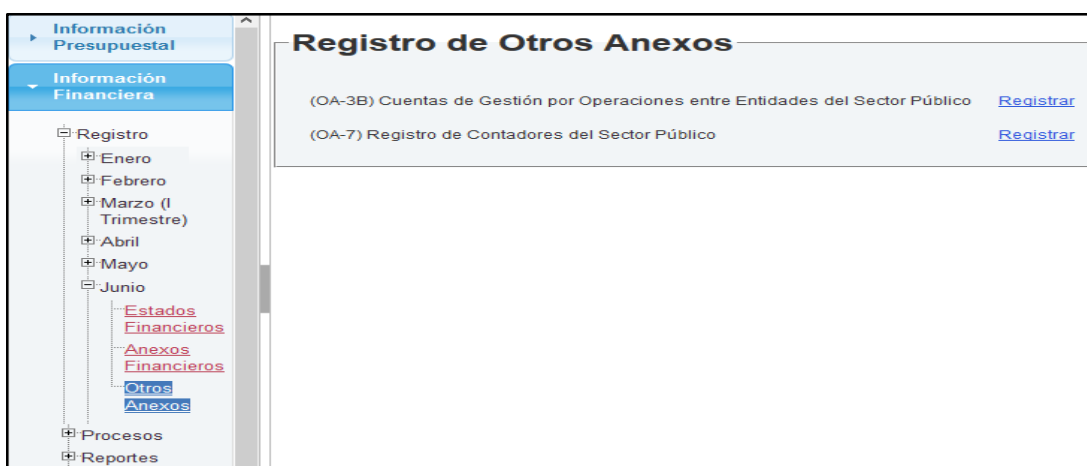 Información
Presupuestal
Información
Financiera
Registro
Enero
Febrero
Marzo (I
Trimestre)
Abril
Mayo
Junio
Estados
Financieros
Anexos
Financieros
Otros
Anexos
Procesos
Reportes
Registro de Otros Anexos
(OA-3B) Cuentas de Gestión por Operaciones entre Entidades del Sector Público Registrar
(OA-7) Registro de Contadores del Sector Público Registrar